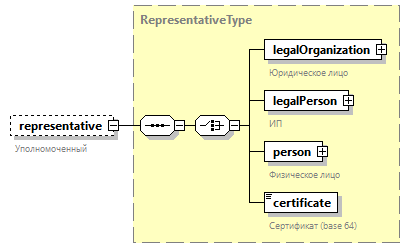 RepresentativeType
legalOrganization
Юридическое лицо
legalPerson
ИП
representative
Уполномоченный
person
Физическое лицо
certificate
Сертификат (base 64)